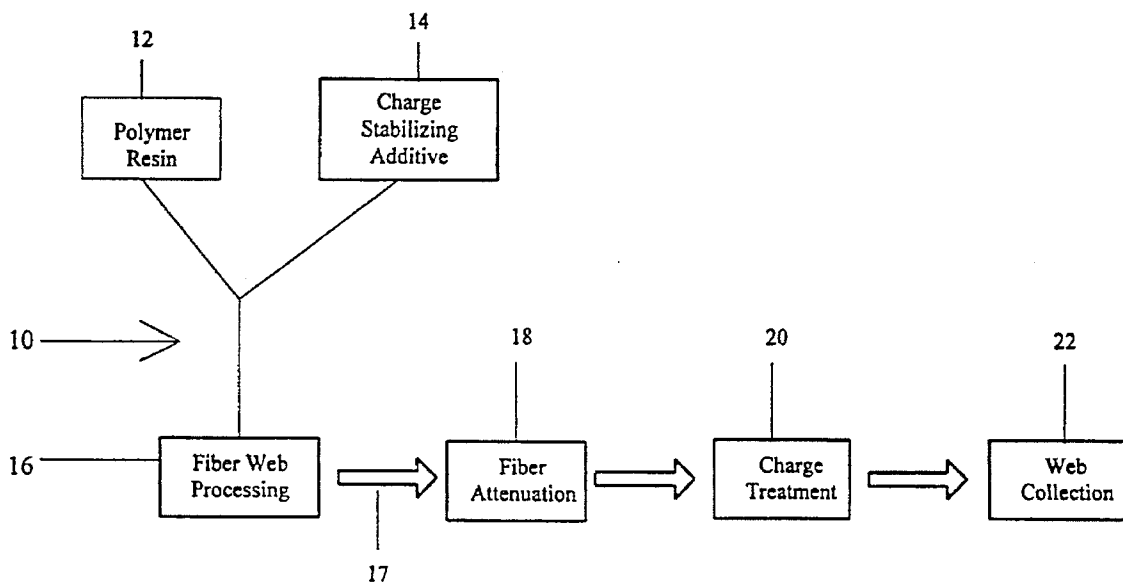 12
14
Polymer
Resin
Charge
Stabilizing
Additive
10
18
20
22
16
Fiber Web
Processing
Fiber
Attenuation
Charge
Treatment
Web
Collection
17